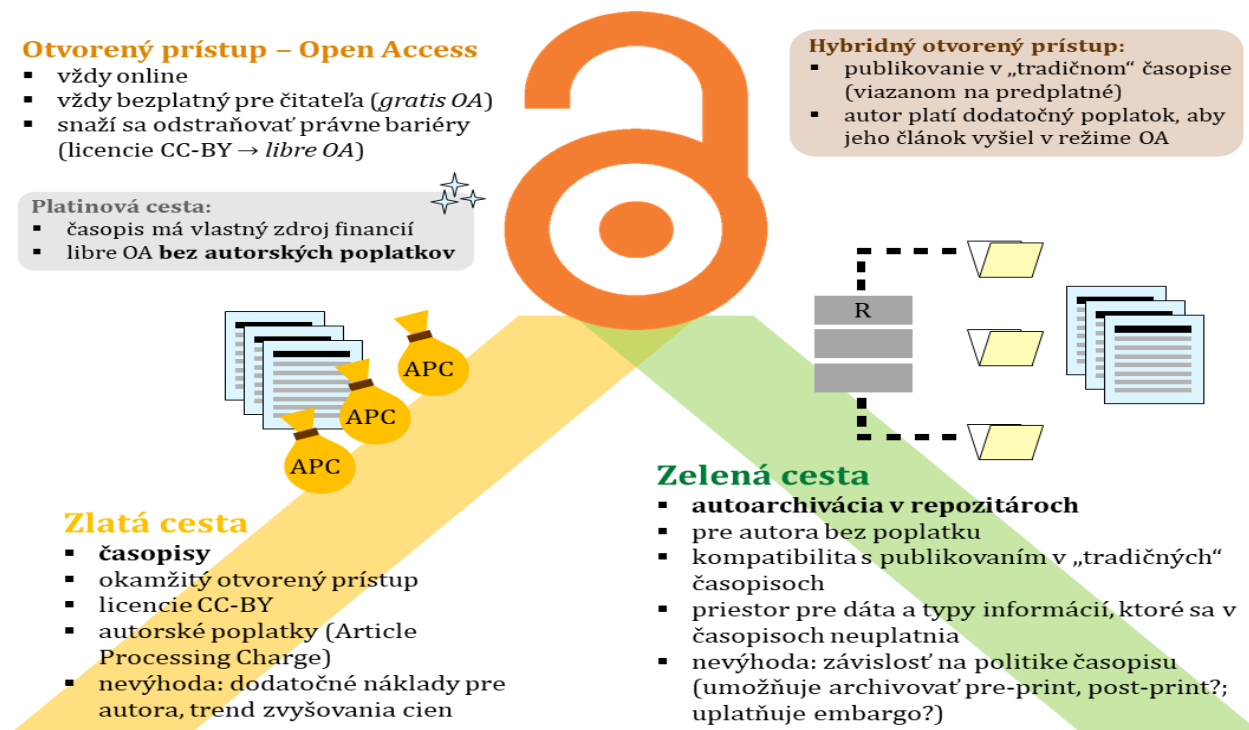 Otvorený prístup – Open Access
▪ vždy online
▪ vždy bezplatný pre čitateľa (gratis OA)
▪ snaží sa odstraňovať právne bariéry
(licencie CC-BY → libre OA)
Hybridný otvorený prístup:
▪ publikovanie v „tradičnom“ časopise
(viazanom na predplatné)
▪ autor platí dodatočný poplatok, aby
jeho článok vyšiel v režime OA
Platinová cesta:
▪ časopis má vlastný zdroj financií
▪ libre OA bez autorských poplatkov
APC
APC
APC
R
Zlatá cesta
▪ časopisy
▪ okamžitý otvorený prístup
▪ licencie CC-BY
▪ autorské poplatky (Article
Processing Charge)
▪ nevýhoda: dodatočné náklady pre
autora, trend zvyšovania cien
Zelená cesta
▪ autoarchivácia v repozitároch
▪ pre autora bez poplatku
▪ kompatibilita s publikovaním v „tradičných“
časopisoch
▪ priestor pre dáta a typy informácií, ktoré sa v
časopisoch neuplatnia
▪ nevýhoda: závislosť na politike časopisu
(umožňuje archivovať pre-print, post-print?;
uplatňuje embargo?)